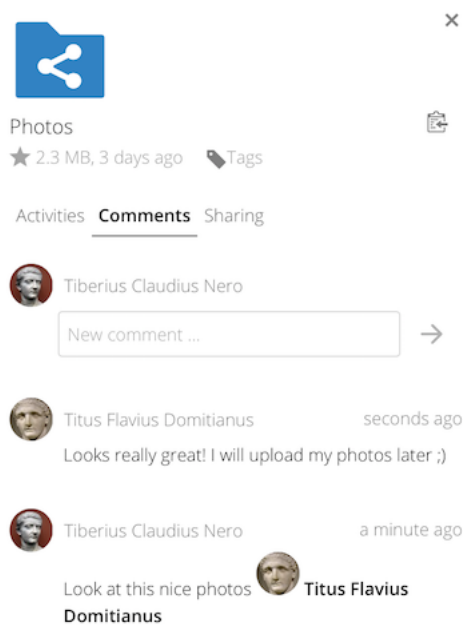 Photos
2.3 MB, 3 days ago Tags
Activities Comments Sharing
Tiberius Claudius Nero
New comment ...
Titus Flavius Domitianus seconds ago
Looks really great! I will upload my photos later ;)
Tiberius Claudius Nero a minute ago
Look at this nice photos Titus Flavius
Domitianus